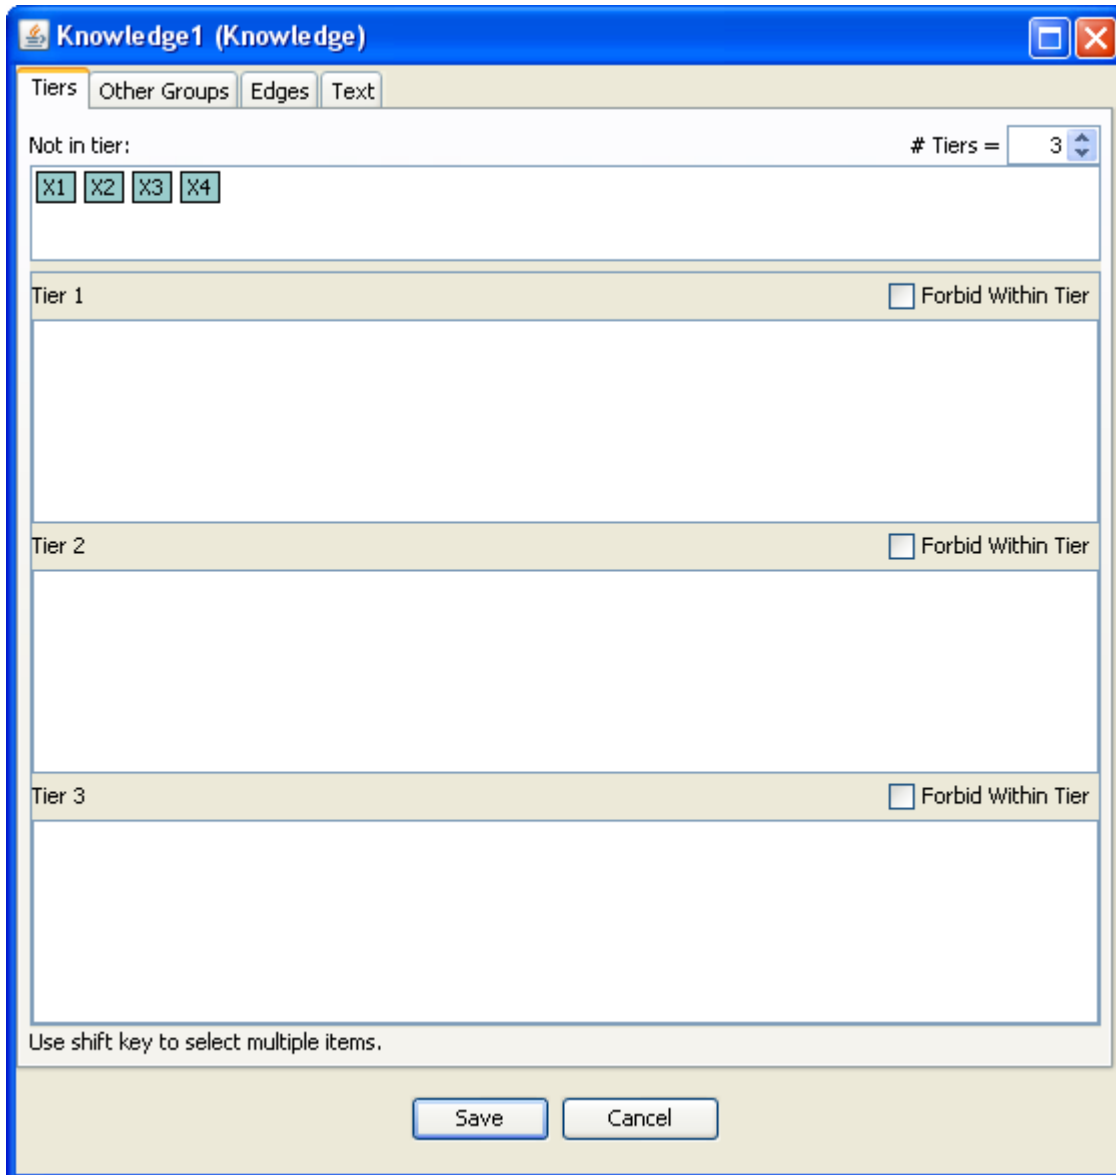 Knowledge1 (Knowledge)
Tiers Other Groups Edges Text
Not in tier: # Tiers = 3
X1 X2 X3 X4
Tier 1 Forbid Within Tier
Tier 2 Forbid Within Tier
Tier 3 Forbid Within Tier
Use shift key to select multiple items.
Save Cancel